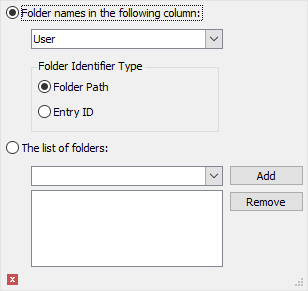 Folder names in the following column:
User
Folder Identifier Type
Folder Path
Entry ID
The list of folders:
Add
Remove